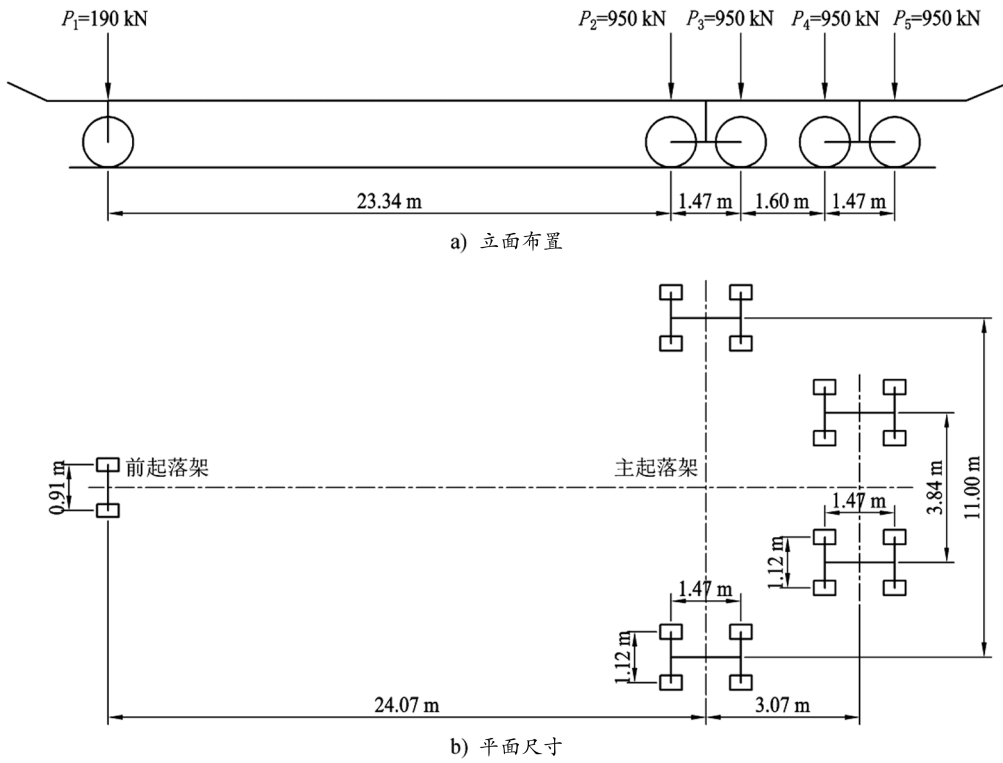 P₁=190 kN P₂=950 kN P₃=950 kN P₄=950 kN P₅=950 kN
23.34 m 1.47 m 1.60 m 1.47 m
a) 立面布置
前起落架 主起落架
0.91 m
1.47 m
3.84 m
11.00 m
1.12 m
1.47 m
1.12 m
24.07 m 3.07 m
b) 平面尺寸